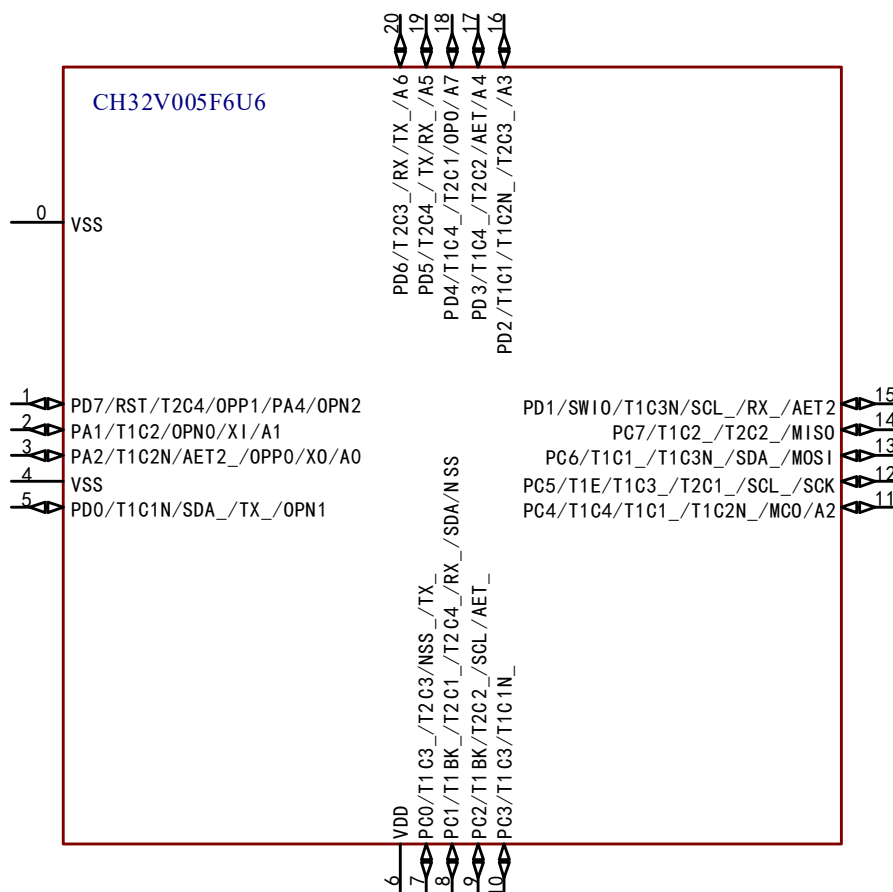 20 19 18 17 16
CH32V005F6U6
PD6/T2C3_/RX/TX_/A6
PD5/T2C4_/TX/RX_/A5
PD4/T1C4_/T2C1/OPO/A7
PD3/T1C4_/T2C2/AET/A4
PD2/T1C1/T1C2N_/T2C3_/A3
0 VSS
1 PD7/RST/T2C4/OPP1/PA4/OPN2
2 PA1/T1C2/OPN0/XI/A1
3 PA2/T1C2N/AET2_/OPP0/XO/A0
4 VSS
5 PD0/T1C1N/SDA_/TX_/OPN1
PD1/SWIO/T1C3N/SCL_/RX_/AET2 15
PC7/T1C2_/T2C2_/MISO 14
PC6/T1C1_/T1C3N_/SDA_/MOSI 13
PC5/T1E/T1C3_/T2C1_/SCL_/SCK 12
PC4/T1C4/T1C1_/T1C2N_/MCO/A2 11
VDD
PC0/T1C3_/T2C3/NSS_/TX_
PC1/T1BK_/T2C1_/T2C4_/RX_/SDA/NSS
PC2/T1BK/T2C2_/SCL/AET_
PC3/T1C3/T1C1N_
6 7 8 9 10